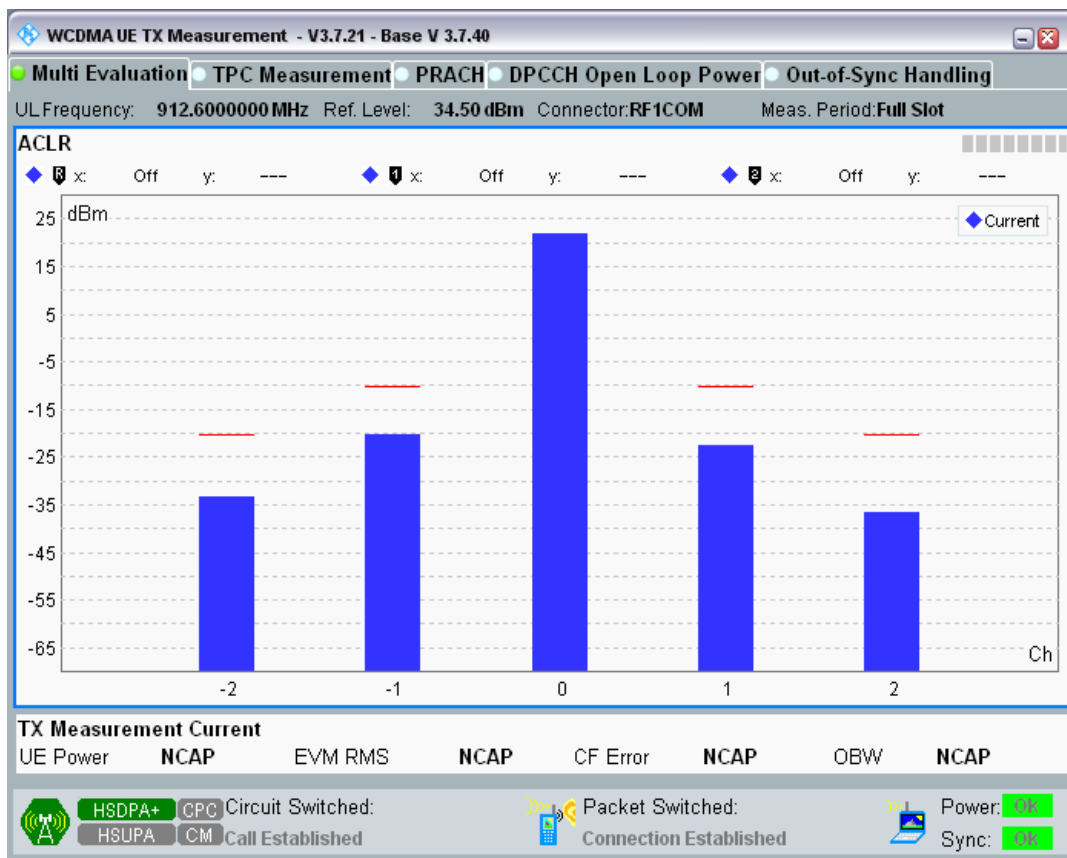 WCDMA UE TX Measurement - V3.7.21 - Base V 3.7.40
Multi Evaluation TPC Measurement PRACH DPCCH Open Loop Power Out-of-Sync Handling
UL Frequency: 912.6000000 MHz Ref. Level: 34.50 dBm Connector:RF1COM Meas. Period:Full Slot
ACLR
R x: Off y: --- 1 x: Off y: --- 2 x: Off y: ---
dBm
Current
25
15
5
-5
-15
-25
-35
-45
-55
-65
Ch
-2 -1 0 1 2
TX Measurement Current
UE Power NCAP EVM RMS NCAP CF Error NCAP OBW NCAP
HSDPA+ CPC Circuit Switched: Packet Switched: Power: Ok
HSUPA CM Call Established Connection Established Sync: Ok